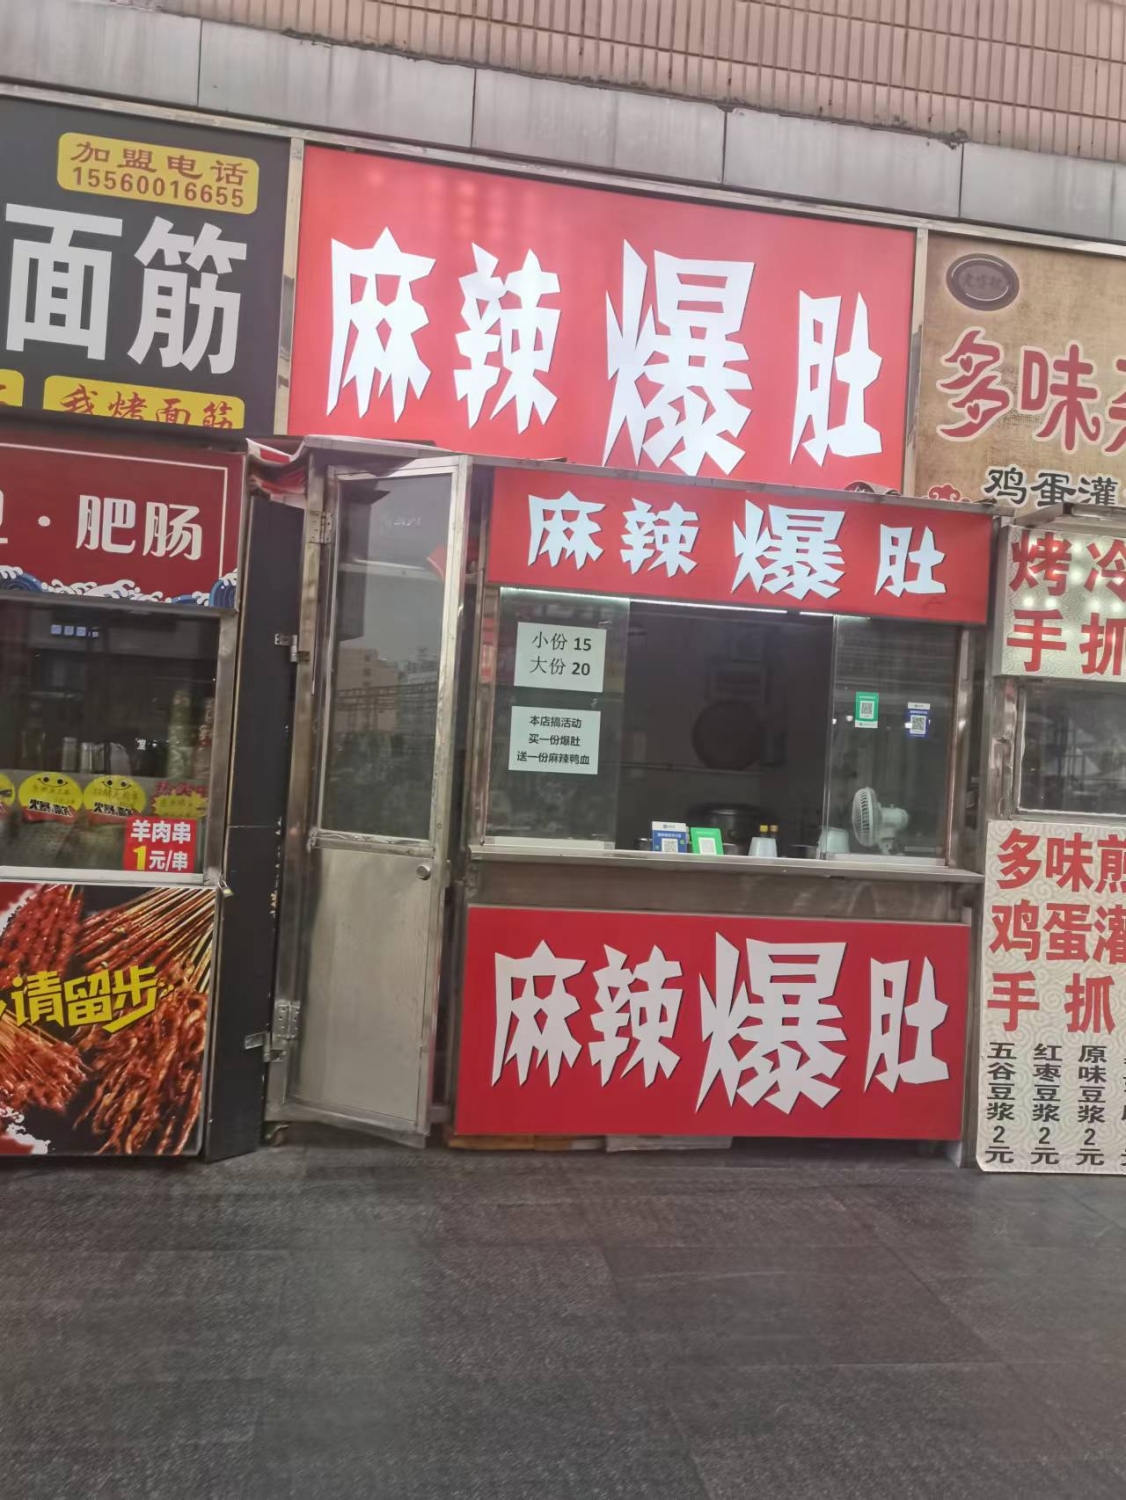 加盟电话
15560016655
面筋
我烤面筋
麻辣爆肚
多味
鸡蛋灌
·肥肠
麻辣爆肚
小份 15
大份 20
本店搞活动
买一份爆肚
送一份麻辣鸭血
烤冷
手抓
羊肉串
1元/串
请留步
麻辣爆肚
多味煎
鸡蛋灌
手抓
五谷豆浆2元
红枣豆浆2元
原味豆浆2元